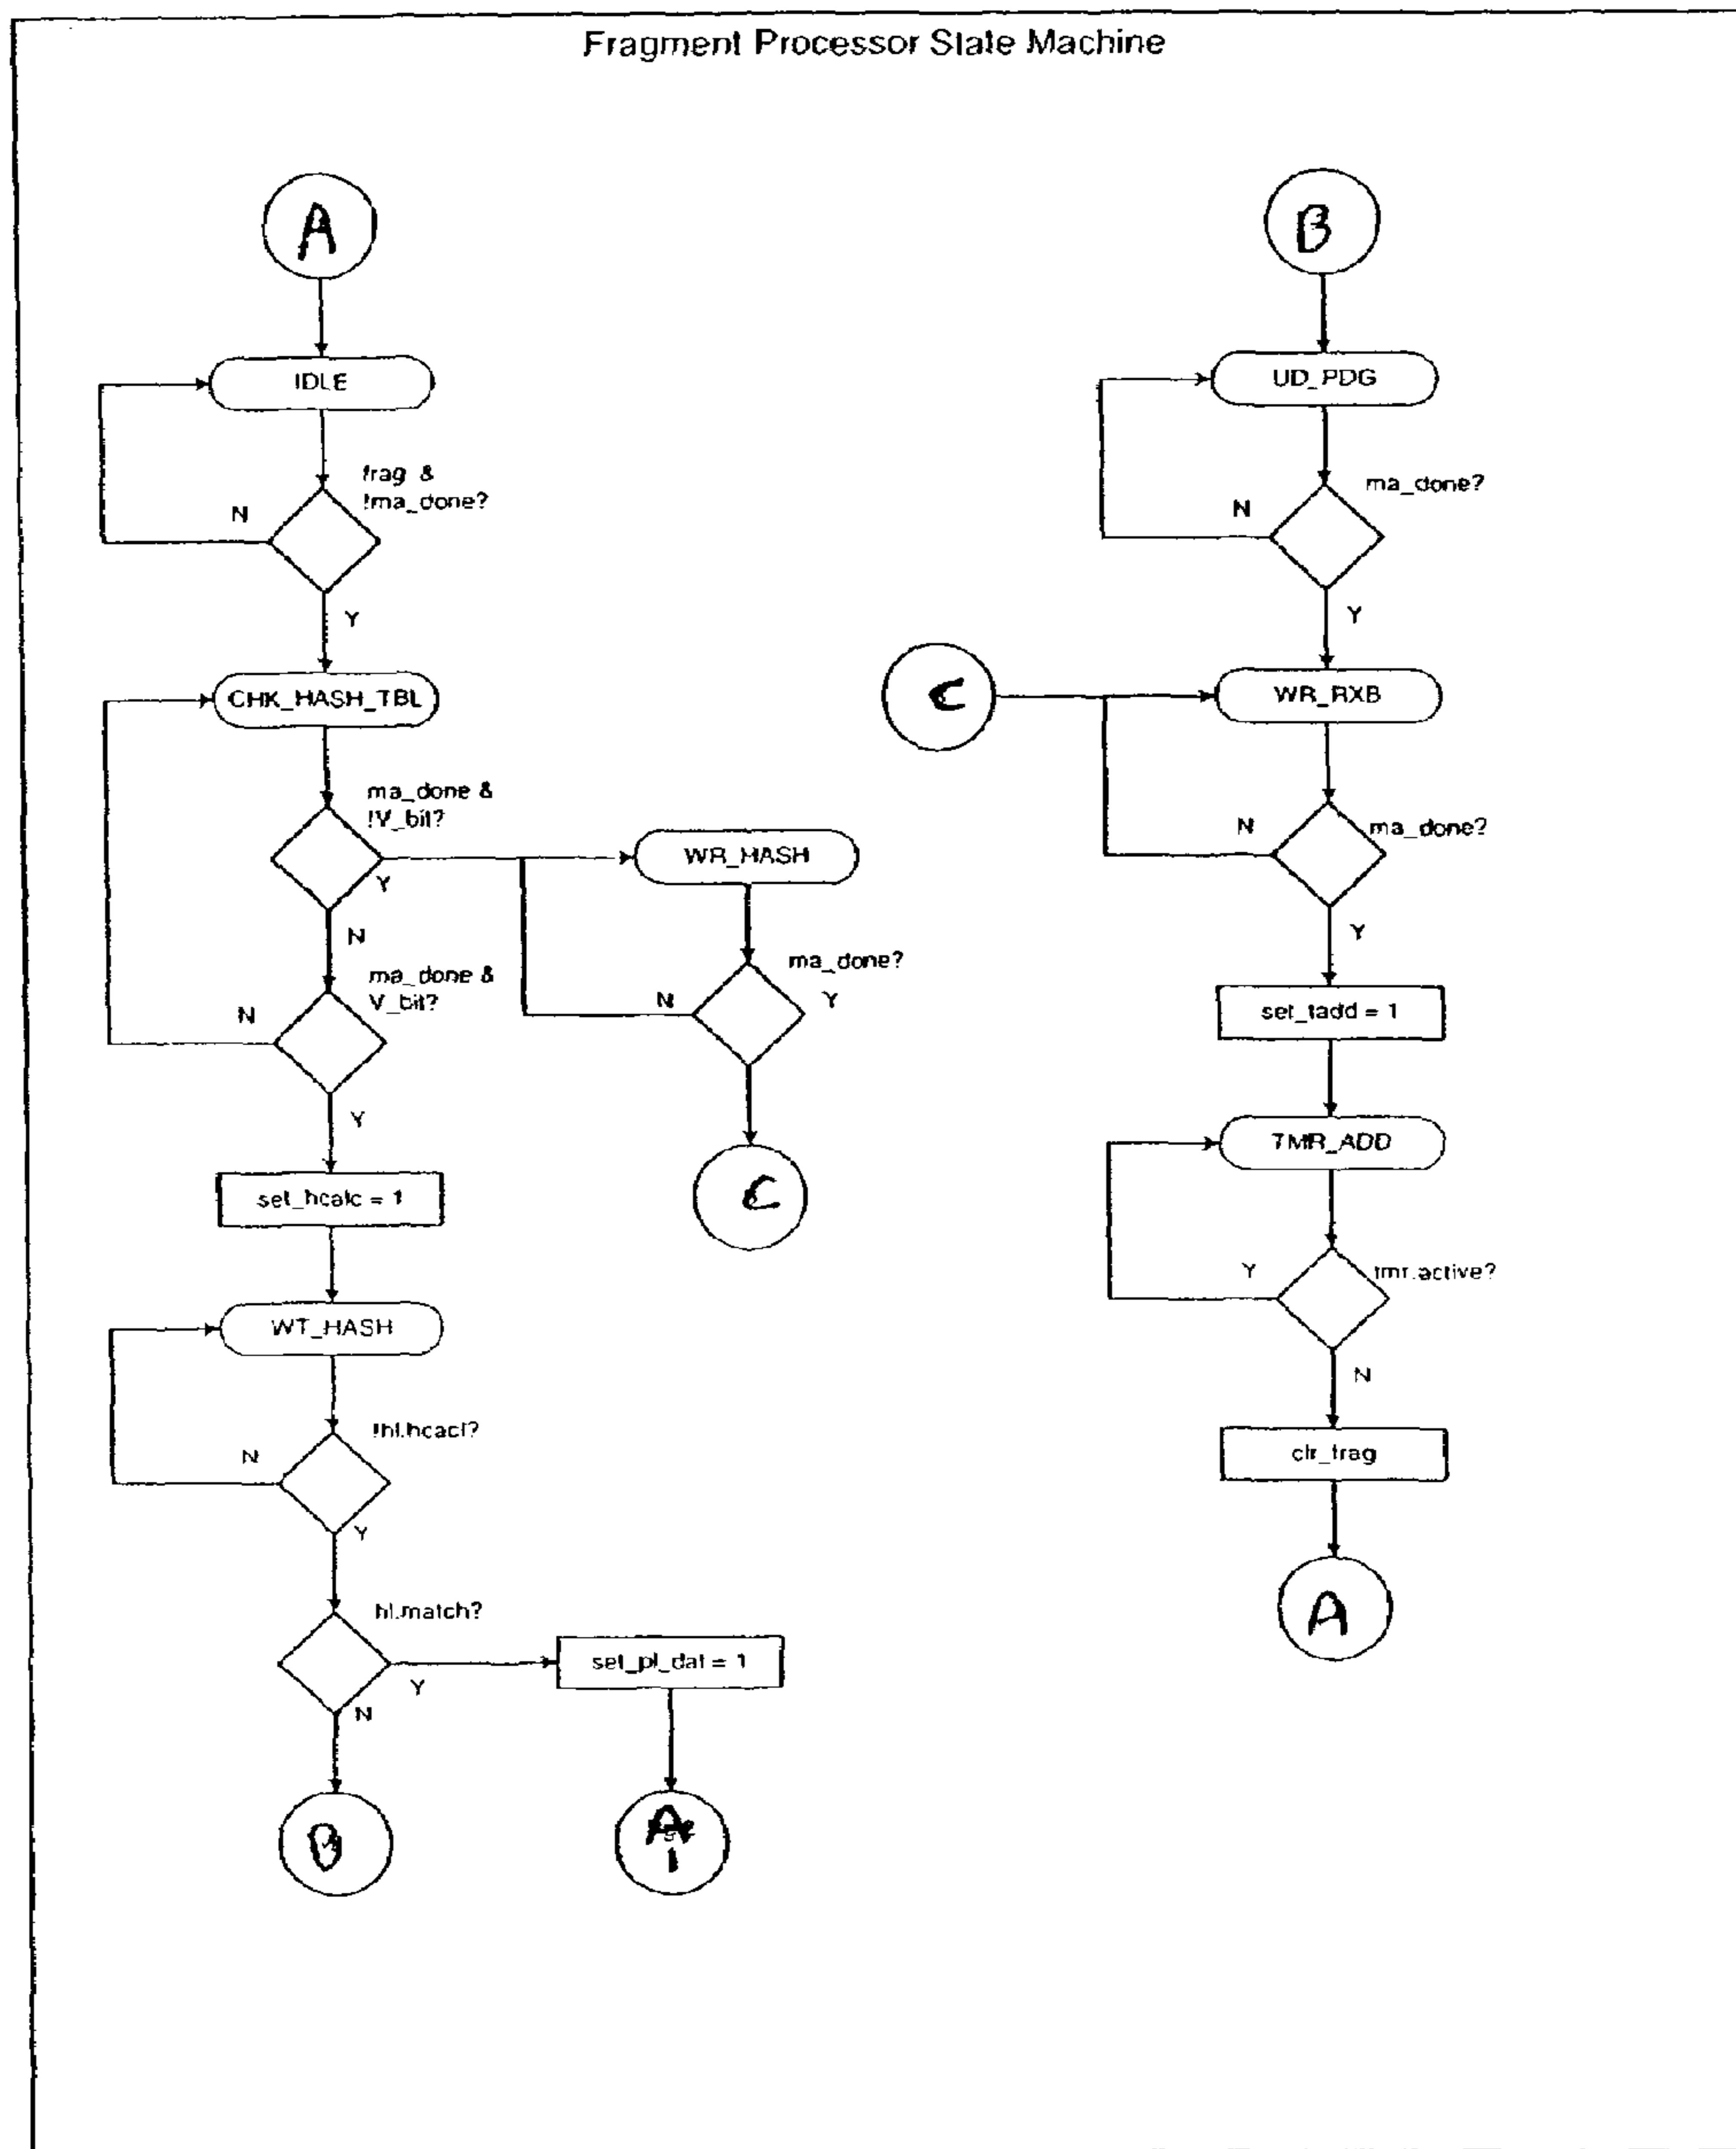 Fragment Processor State Machine
A
IDLE
frag &
!ma_done?
N
Y
CHK_HASH_TBL
ma_done &
!V_bit?
Y
N
WR_HASH
ma_done?
Y
N
C
ma_done &
V_bit?
N
Y
set_hcalc = 1
WT_HASH
N
Y
hl.match?
Y
N
set_pl_dat = 1
B
UD_PDG
ma_done?
N
Y
C
WR_RXB
ma_done?
N
Y
set_tadd = 1
TMR_ADD
tmr.active?
Y
N
clr_frag
A